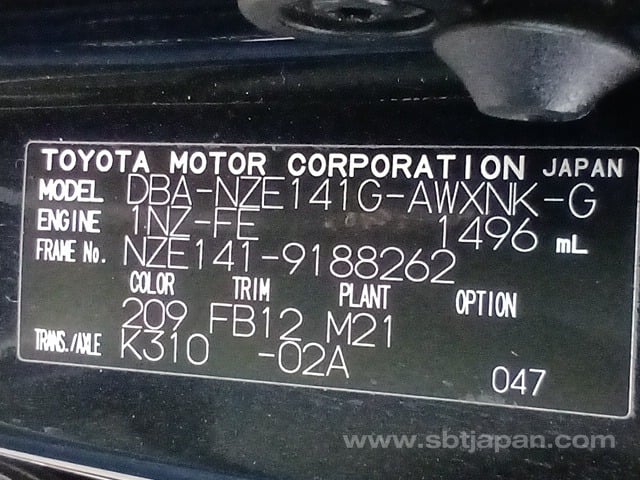 TOYOTA MOTOR CORPORATION JAPAN
MODEL DBA-NZE141G-AWXNK-G
ENGINE 1NZ-FE 1496 mL
FRAME No. NZE141-9188262
COLOR TRIM PLANT OPTION
209 FB12 M21
TRANS./AXLE K310 -02A 047
www.sbtjapan.com